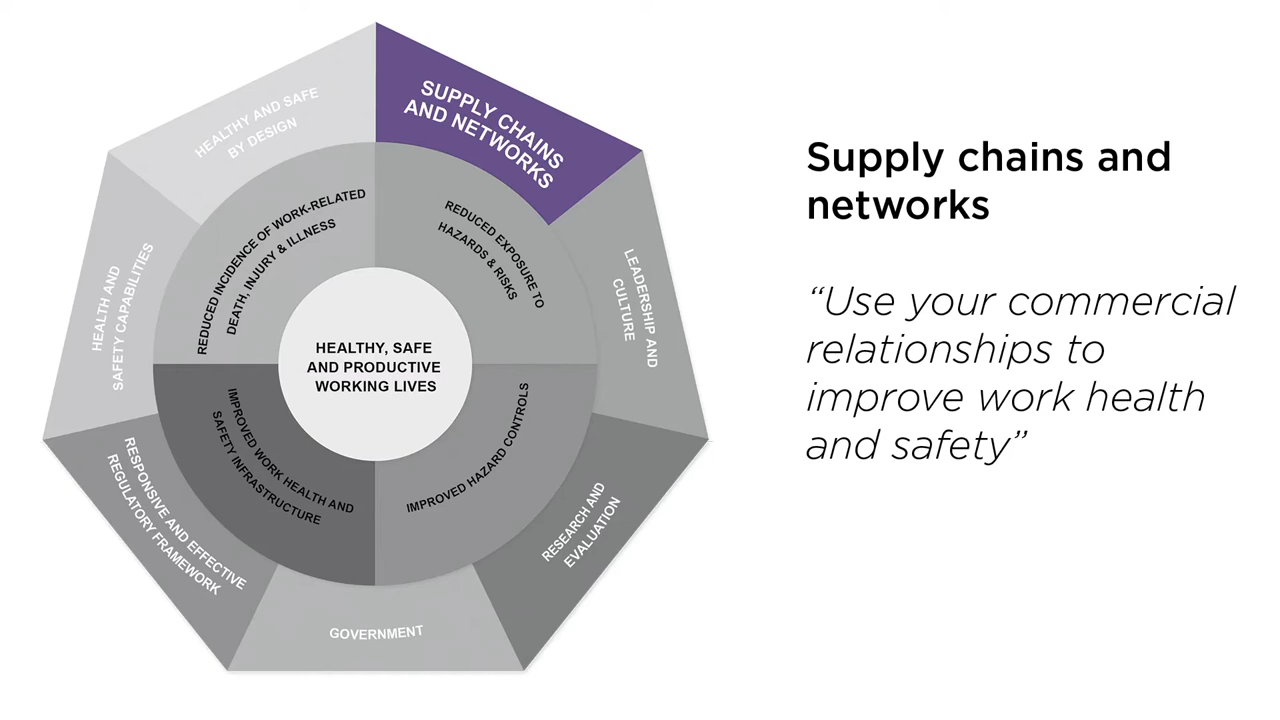 HEALTHY AND SAFE
BY DESIGN
SUPPLY CHAINS
AND NETWORKS
LEADERSHIP AND
CULTURE
RESEARCH AND
EVALUATION
GOVERNMENT
RESPONSIVE AND EFFECTIVE
REGULATORY FRAMEWORK
HEALTH AND
SAFETY CAPABILITIES
REDUCED INCIDENCE OF WORK-RELATED
DEATH, INJURY & ILLNESS
REDUCED EXPOSURE TO
HAZARDS & RISKS
IMPROVED HAZARD CONTROLS
IMPROVED WORK HEALTH AND
SAFETY INFRASTRUCTURE
HEALTHY, SAFE
AND PRODUCTIVE
WORKING LIVES
Supply chains and
networks
“Use your commercial
relationships to
improve work health
and safety”